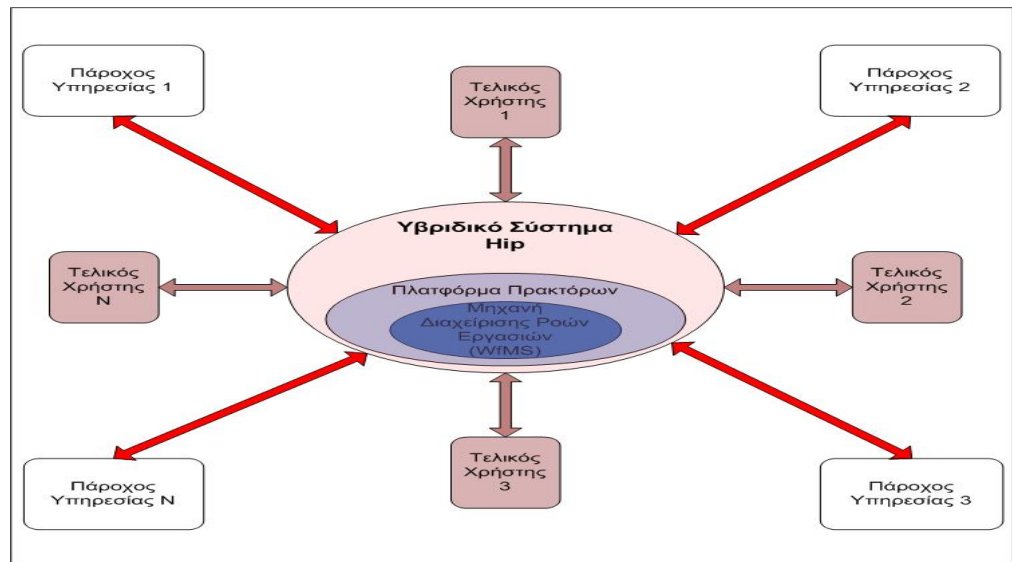 Πάροχος
Υπηρεσίας 1
Τελικός
Χρήστης
1
Πάροχος
Υπηρεσίας 2
Υβριδικό Σύστημα
Hip
Τελικός
Χρήστης N
Πλατφόρμα Πρακτόρων
Μηχανή
Διαχείρισης Ροών
Εργασιών
(WfMS)
Τελικός
Χρήστης
2
Πάροχος
Υπηρεσίας N
Τελικός
Χρήστης
3
Πάροχος
Υπηρεσίας 3